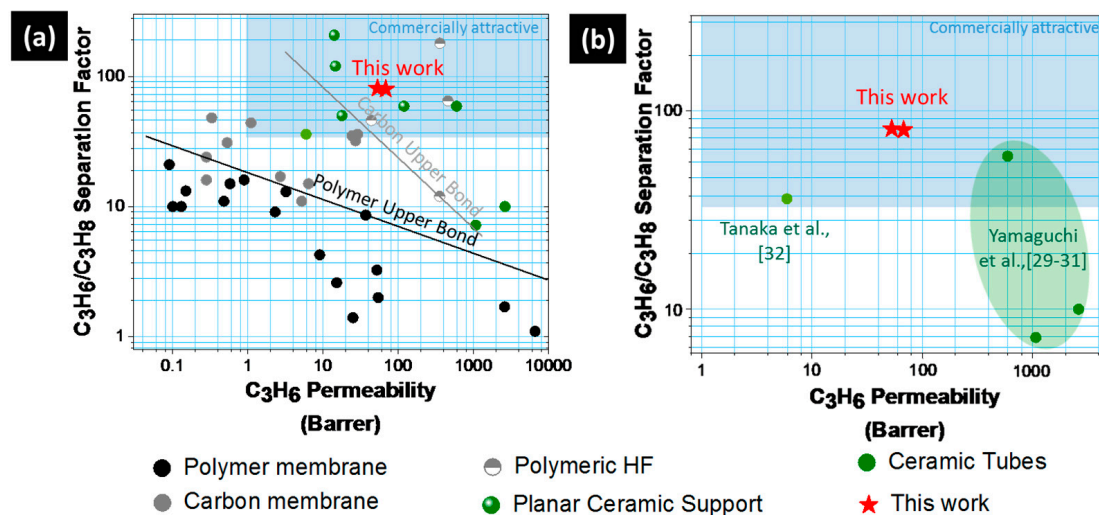 (a)
Commercially attractive
This work
Carbon Upper Bond
Polymer Upper Bond
C₃H₆/C₃H₈ Separation Factor
100
10
1
0.1
1
10
100
1000
10000
C₃H₆ Permeability
(Barrer)
(b)
Commercially attractive
This work
Tanaka et al.,
[32]
Yamaguchi
et al.,[29-31]
C₃H₆/C₃H₈ Separation Factor
100
10
1
10
100
1000
C₃H₆ Permeability
(Barrer)
Polymer membrane
Polymeric HF
Ceramic Tubes
Carbon membrane
Planar Ceramic Support
This work